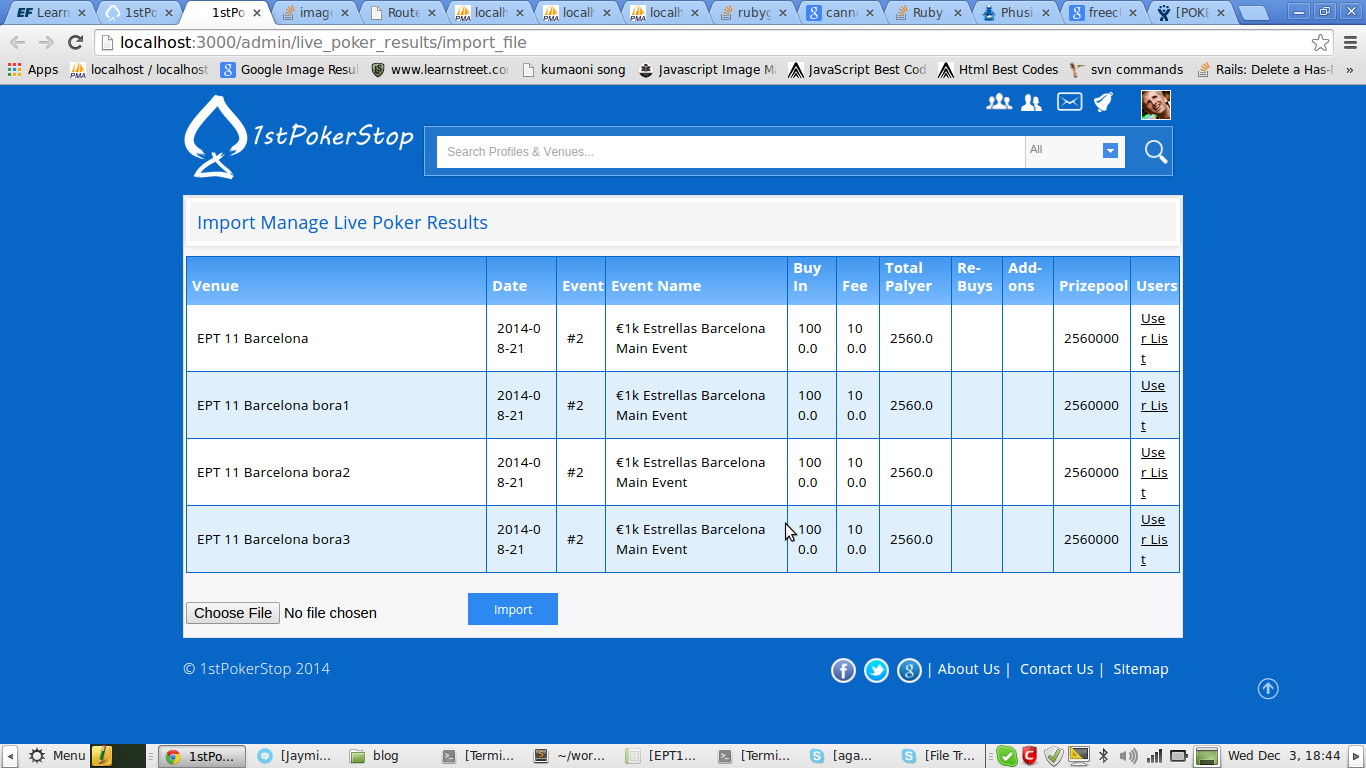 EF Learn
1stPo
1stPo
image
Route
localh
localh
localh
rubyg
cann
Ruby
Phusi
freecl
[POKE
localhost:3000/admin/live_poker_results/import_file
Apps
localhost / localhost
Google Image Resul
www.learnstreet.co
kumaoni song
Javascript Image M
JavaScript Best Cod
Html Best Codes
svn commands
Rails: Delete a Has-
»
1stPokerStop
Search Profiles & Venues...
All
Import Manage Live Poker Results
Venue Date Event Event Name Buy In Fee Total Palyer Re-Buys Add-ons Prizepool Users
EPT 11 Barcelona 2014-08-21 #2 €1k Estrellas Barcelona Main Event 1000.0 100.0 2560.0 2560000 User List
EPT 11 Barcelona bora1 2014-08-21 #2 €1k Estrellas Barcelona Main Event 1000.0 100.0 2560.0 2560000 User List
EPT 11 Barcelona bora2 2014-08-21 #2 €1k Estrellas Barcelona Main Event 1000.0 100.0 2560.0 2560000 User List
EPT 11 Barcelona bora3 2014-08-21 #2 €1k Estrellas Barcelona Main Event 1000.0 100.0 2560.0 2560000 User List
Choose File No file chosen
Import
© 1stPokerStop 2014
| About Us | Contact Us | Sitemap
Menu
1stPo...
[Jaymi...
blog
[Termi...
~/wor...
[EPT1...
[Termi...
[aga...
[File Tr...
Wed Dec 3, 18:44